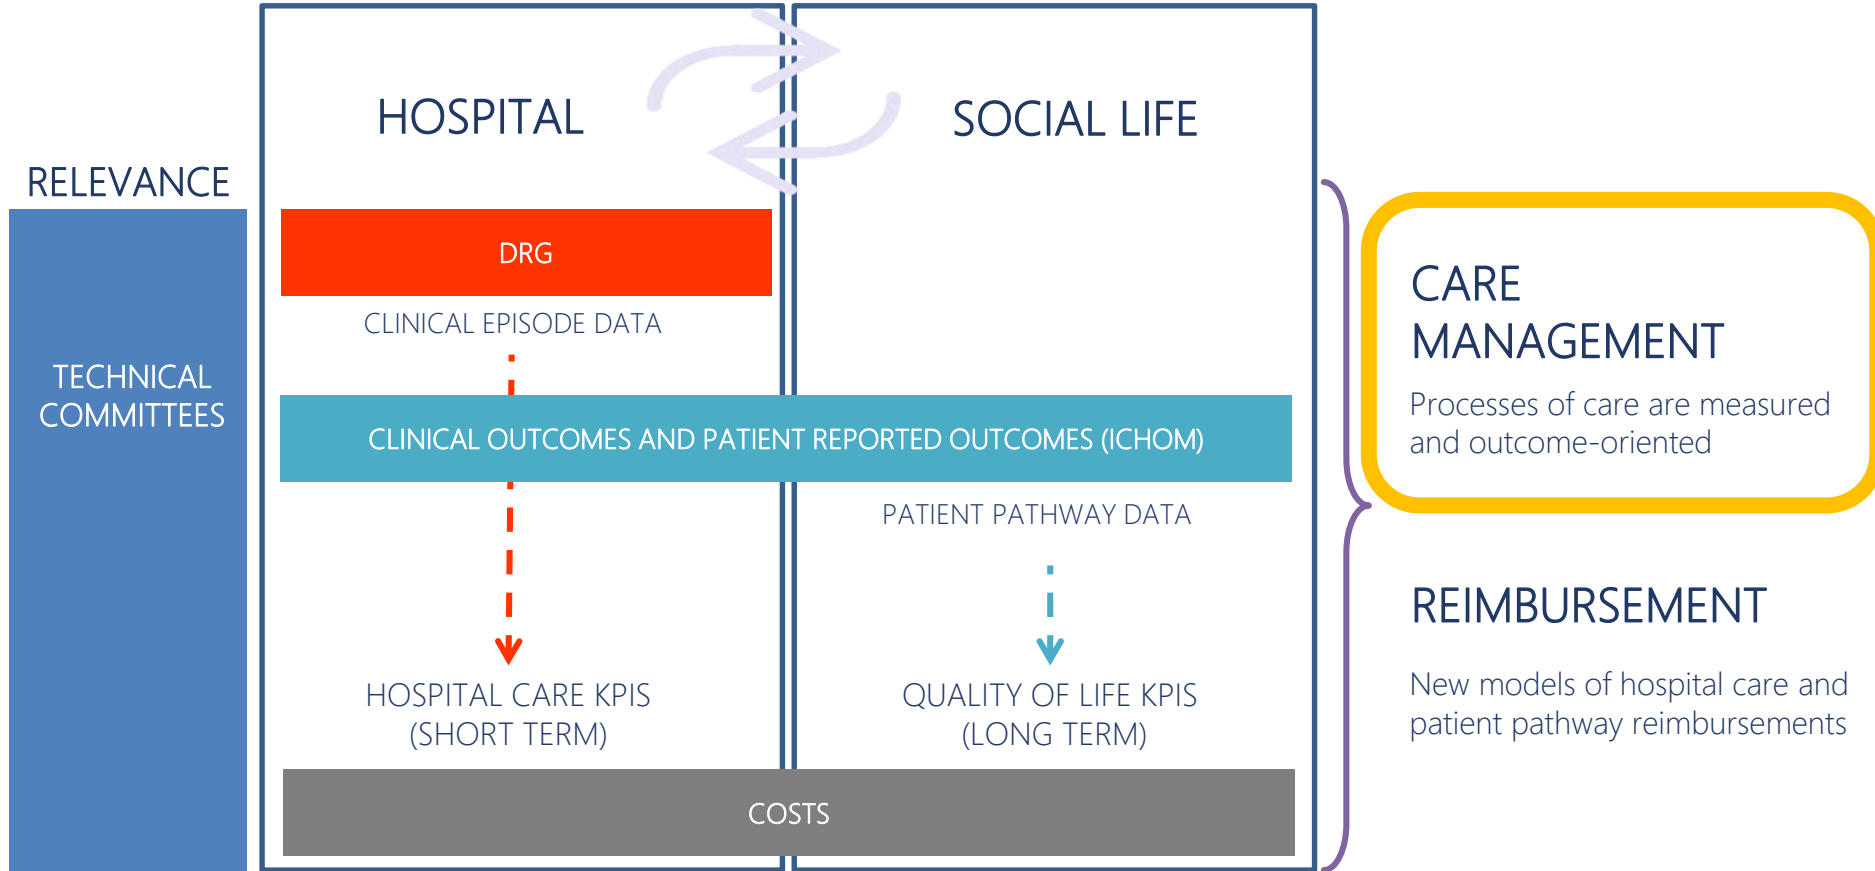 HOSPITAL
SOCIAL LIFE
RELEVANCE
TECHNICAL
COMMITTEES
DRG
CLINICAL EPISODE DATA
CLINICAL OUTCOMES AND PATIENT REPORTED OUTCOMES (ICHOM)
PATIENT PATHWAY DATA
HOSPITAL CARE KPIS
(SHORT TERM)
QUALITY OF LIFE KPIS
(LONG TERM)
COSTS
CARE
MANAGEMENT
Processes of care are measured
and outcome-oriented
REIMBURSEMENT
New models of hospital care and
patient pathway reimbursements